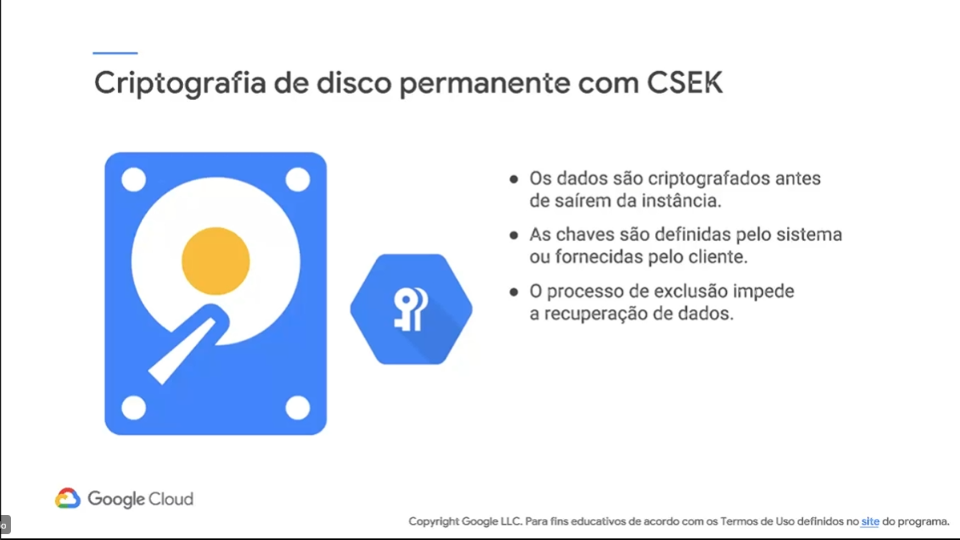 Criptografia de disco permanente com CSEK
● Os dados são criptografados antes
de saírem da instância.
● As chaves são definidas pelo sistema
ou fornecidas pelo cliente.
● O processo de exclusão impede
a recuperação de dados.
Google Cloud
Copyright Google LLC. Para fins educativos de acordo com os Termos de Uso definidos no site do programa.